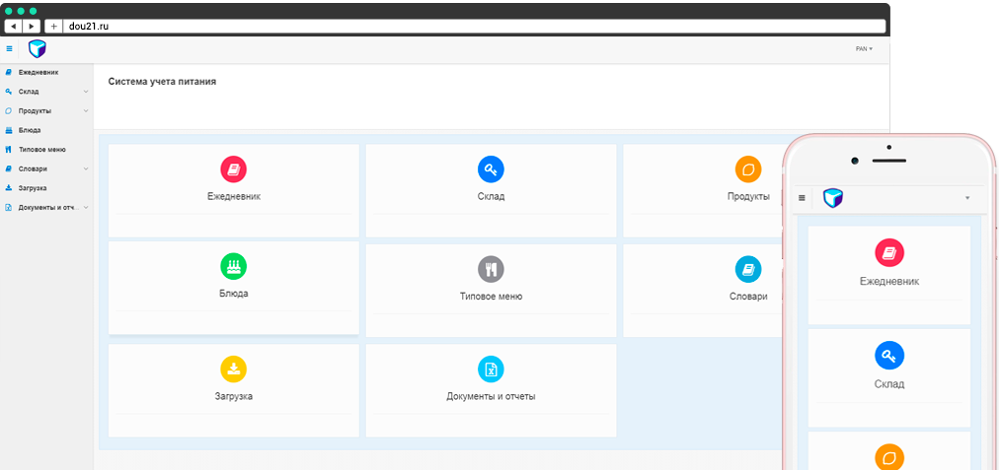 dou21.ru
PAN
Ежедневник
Склад
Продукты
Блюда
Типовое меню
Словари
Загрузка
Документы и отч...
Система учета питания
Ежедневник
Склад
Продукты
Блюда
Типовое меню
Словари
Загрузка
Документы и отчеты
Ежедневник
Склад